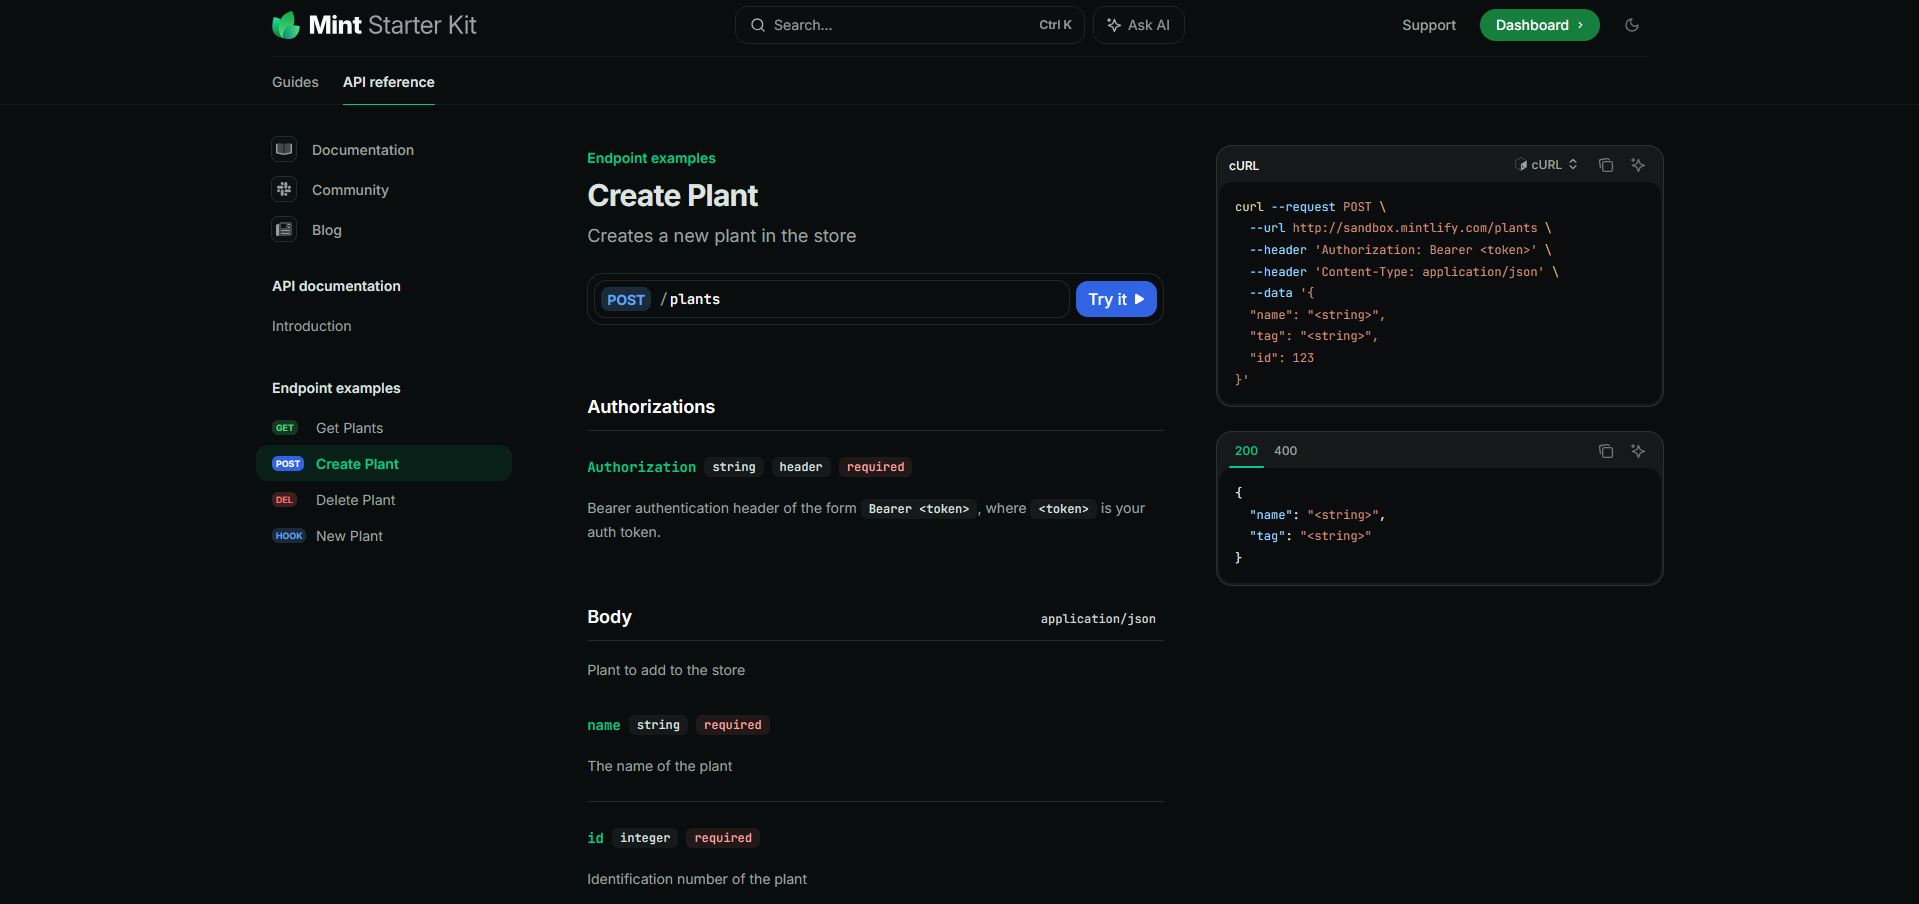 Mint Starter Kit
Search...
Ctrl K
Ask AI
Support
Dashboard
Guides
API reference
Documentation
Community
Blog
API documentation
Introduction
Endpoint examples
GET Get Plants
POST Create Plant
DEL Delete Plant
HOOK New Plant
Endpoint examples
Create Plant
Creates a new plant in the store
POST /plants
Try it
Authorizations
Authorization string header required
Bearer authentication header of the form Bearer <token>, where <token> is your
auth token.
Body
application/json
Plant to add to the store
name string required
The name of the plant
id integer required
Identification number of the plant
cURL
cURL
curl --request POST \
--url http://sandbox.mintlify.com/plants \
--header 'Authorization: Bearer <token>' \
--header 'Content-Type: application/json' \
--data '{
"name": "<string>",
"tag": "<string>",
"id": 123
}'
200 400
{
"name": "<string>",
"tag": "<string>"
}